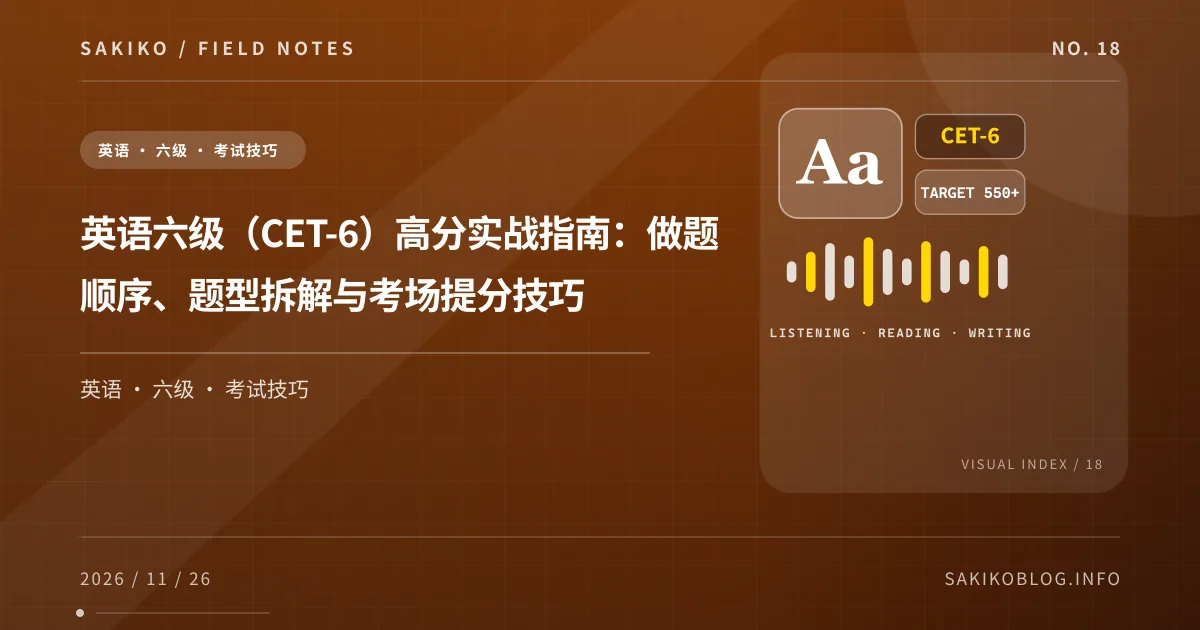 SAKIKO / FIELD NOTES
NO. 18
英语 · 六级 · 考试技巧
英语六级（CET-6）高分实战指南：做题
顺序、题型拆解与考场提分技巧
英语 · 六级 · 考试技巧
Aa
CET-6
TARGET 550+
LISTENING · READING · WRITING
VISUAL INDEX / 18
2026 / 11 / 26
SAKIKOBLOG.INFO